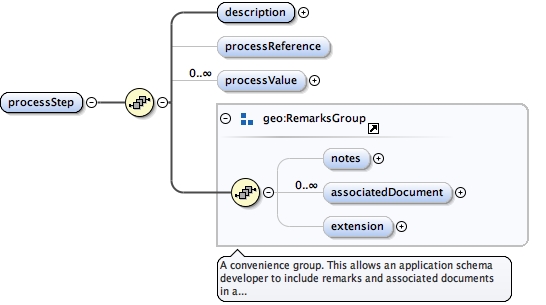 description
processReference
0..∞
processValue
processStep
geo:RemarksGroup
notes
0..∞
associatedDocument
extension
A convenience group. This allows an application schema
developer to include remarks and associated documents
in a...